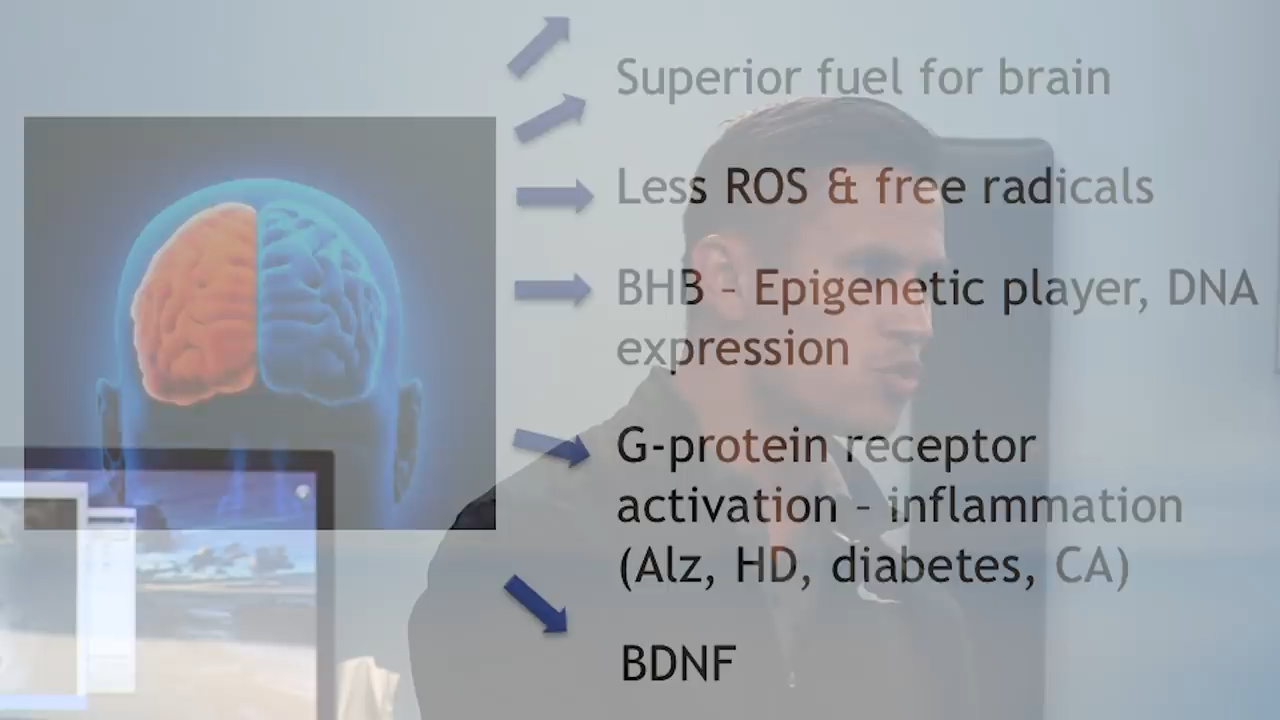 Superior fuel for brain
Less ROS & free radicals
BHB – Epigenetic player, DNA
expression
G-protein receptor
activation – inflammation
(Alz, HD, diabetes, CA)
BDNF